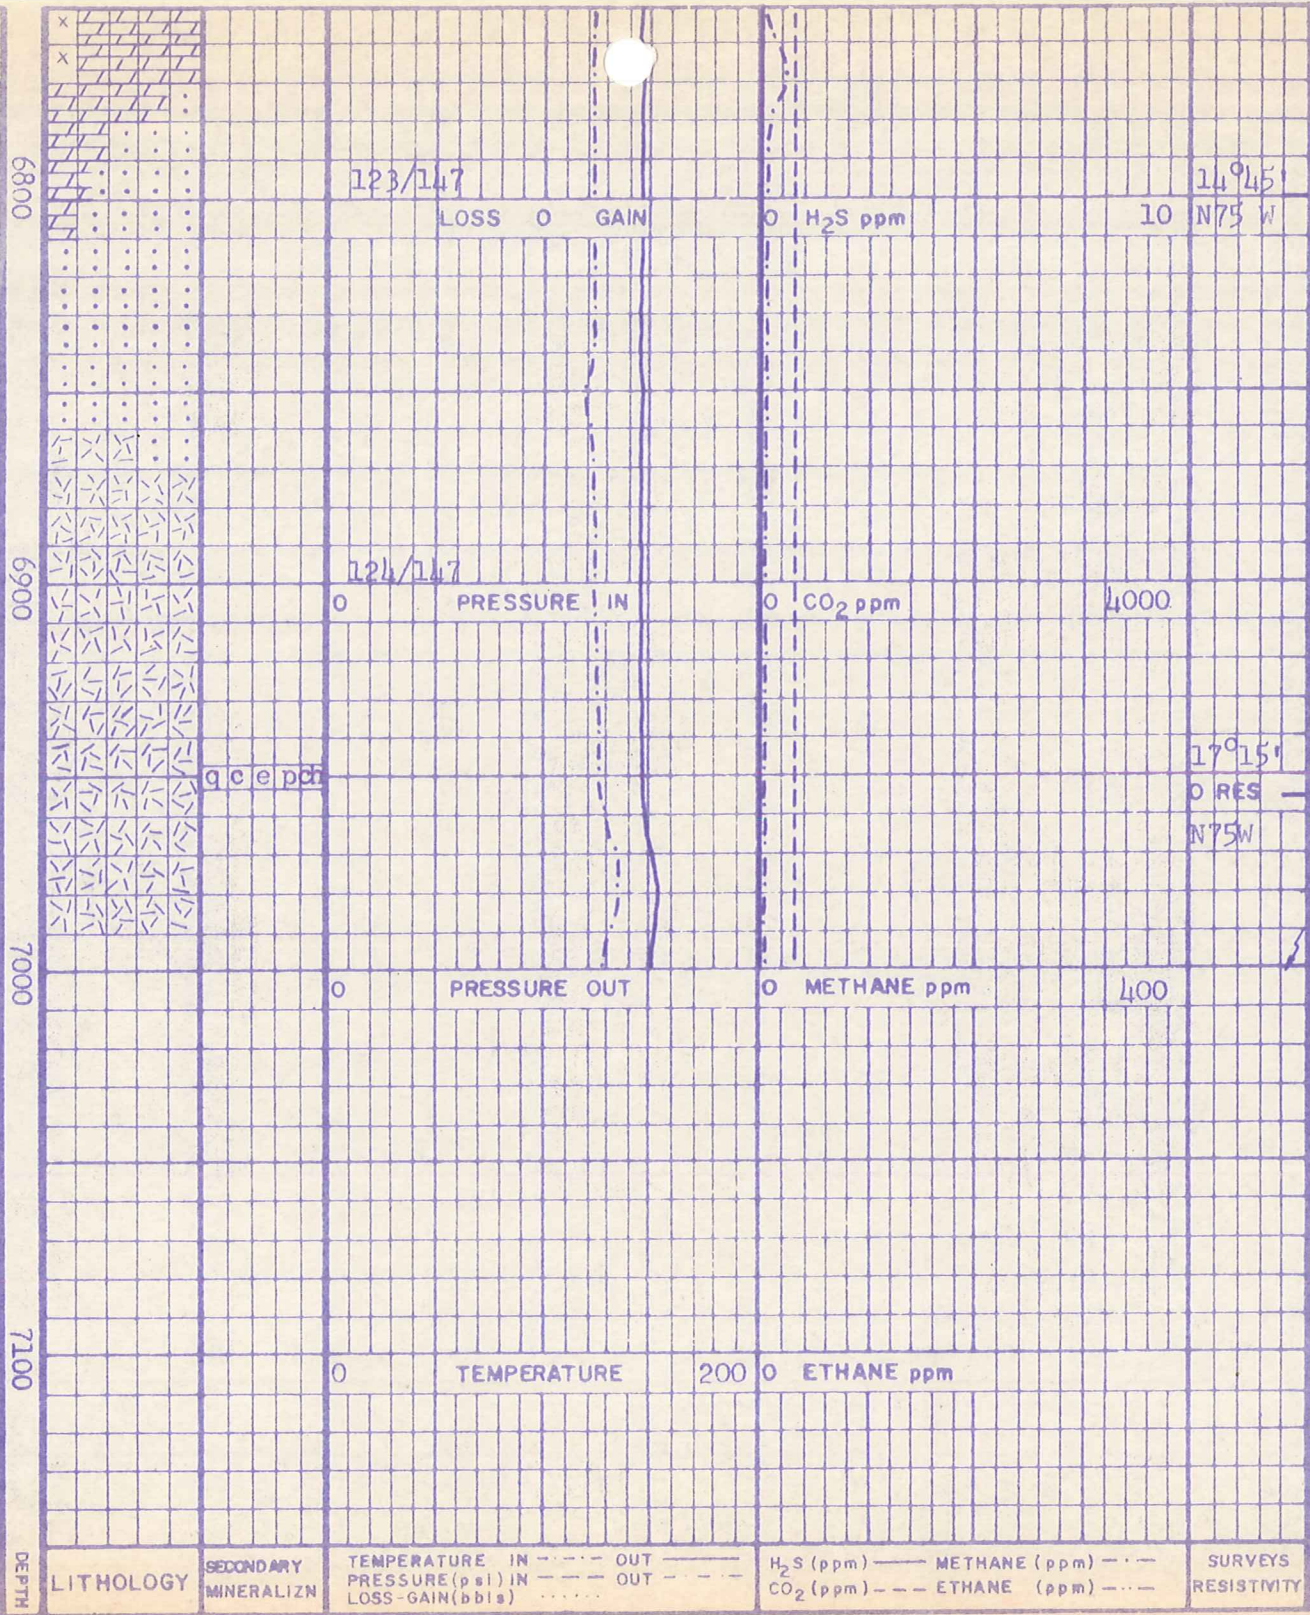 x
x
6800
123/147
14°45'
LOSS 0 GAIN
0 H2S ppm 10
N75 W
6900
124/147
0 PRESSURE IN
0 CO2 ppm 4000
17°15'
q c e p ch
0 RES
N75W
7000
0 PRESSURE OUT
0 METHANE ppm 400
7100
0 TEMPERATURE 200
0 ETHANE ppm
DEPTH
LITHOLOGY
SECONDARY
MINERALIZN
TEMPERATURE IN OUT
PRESSURE (psi) IN OUT
LOSS-GAIN (bbls)
H2S (ppm) METHANE (ppm)
CO2 (ppm) ETHANE (ppm)
SURVEYS
RESISTIVITY